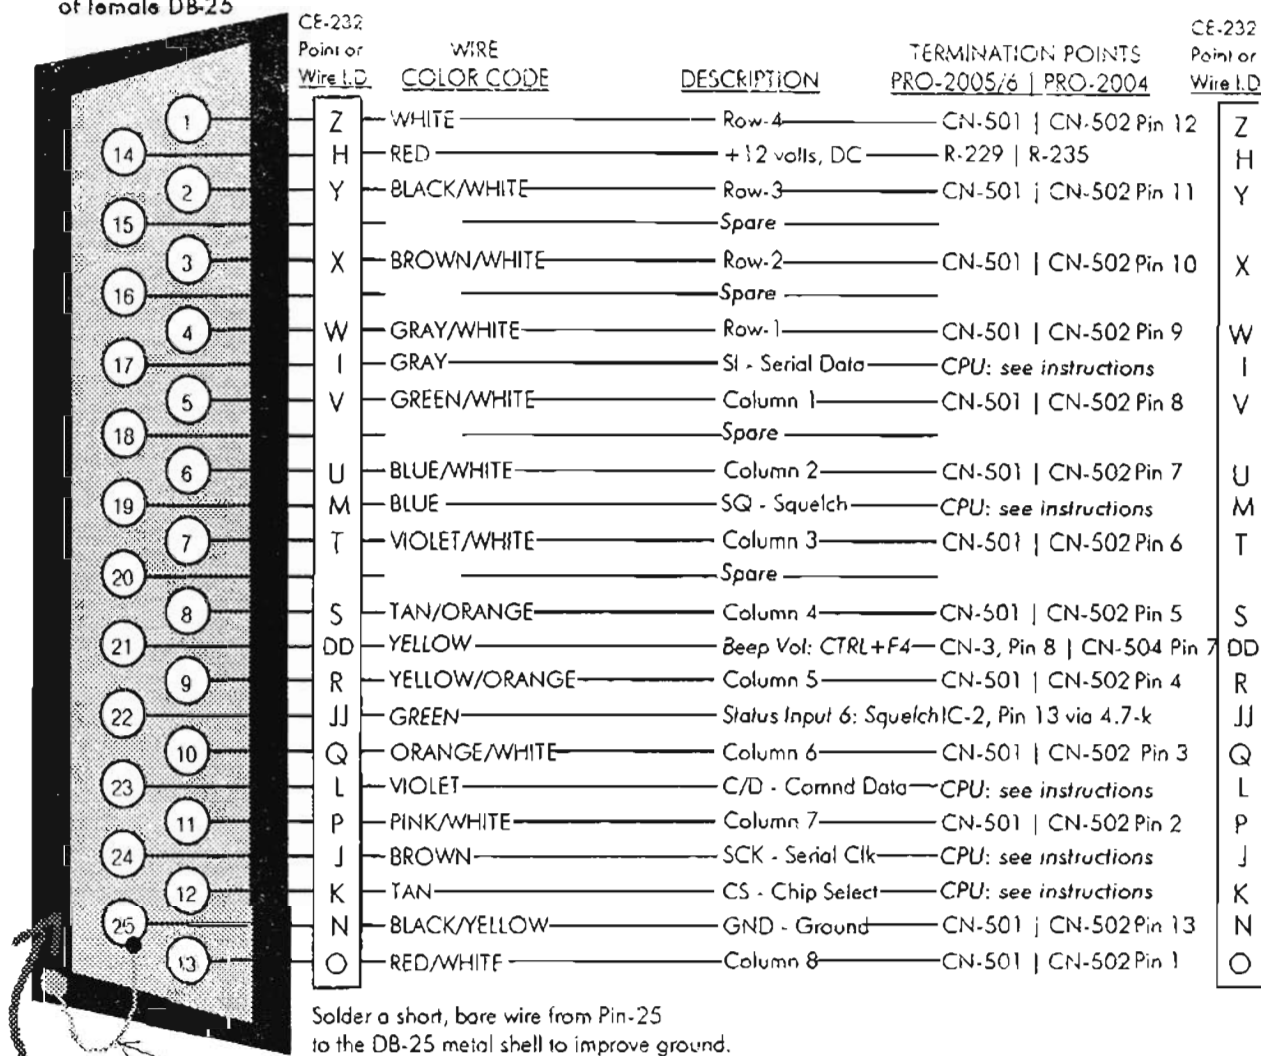 of female DB-25
CE-232 CE-232
Point or WIRE TERMINATION POINTS Point or
Wire I.D. COLOR CODE DESCRIPTION PRO-2005/6 | PRO-2004 Wire I.D
1 Z WHITE Row-4 CN-501 | CN-502 Pin 12 Z
14 H RED +12 volts, DC R-229 | R-235 H
2 Y BLACK/WHITE Row-3 CN-501 | CN-502 Pin 11 Y
15 Spare
3 X BROWN/WHITE Row-2 CN-501 | CN-502 Pin 10 X
16 Spare
4 W GRAY/WHITE Row-1 CN-501 | CN-502 Pin 9 W
17 I GRAY SI - Serial Data CPU: see instructions I
5 V GREEN/WHITE Column 1 CN-501 | CN-502 Pin 8 V
18 Spare
6 U BLUE/WHITE Column 2 CN-501 | CN-502 Pin 7 U
19 M BLUE SQ - Squelch CPU: see instructions M
7 T VIOLET/WHITE Column 3 CN-501 | CN-502 Pin 6 T
20 Spare
8 S TAN/ORANGE Column 4 CN-501 | CN-502 Pin 5 S
21 DD YELLOW Beep Vol: CTRL+F4 CN-3, Pin 8 | CN-504 Pin 7 DD
9 R YELLOW/ORANGE Column 5 CN-501 | CN-502 Pin 4 R
22 JJ GREEN Status Input 6: Squelch IC-2, Pin 13 via 4.7-k JJ
10 Q ORANGE/WHITE Column 6 CN-501 | CN-502 Pin 3 Q
23 L VIOLET C/D - Comnd Data CPU: see instructions L
11 P PINK/WHITE Column 7 CN-501 | CN-502 Pin 2 P
24 J BROWN SCK - Serial Clk CPU: see instructions J
12 K TAN CS - Chip Select CPU: see instructions K
25 N BLACK/YELLOW GND - Ground CN-501 | CN-502 Pin 13 N
13 O RED/WHITE Column 8 CN-501 | CN-502 Pin 1 O
Solder a short, bare wire from Pin-25
to the DB-25 metal shell to improve ground.